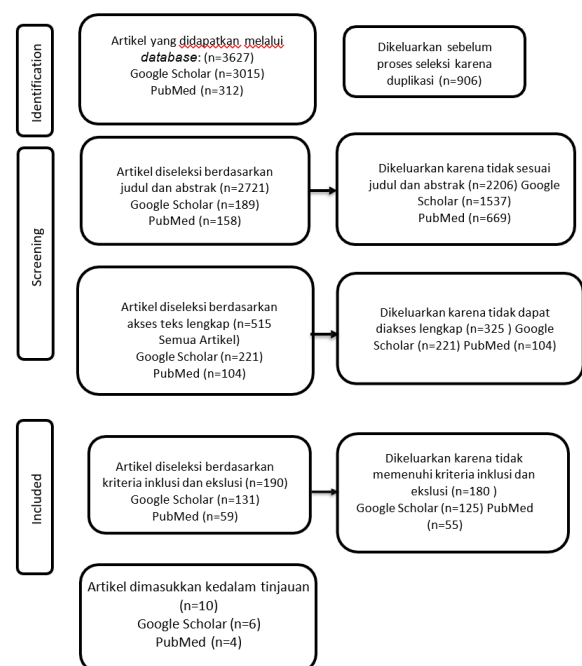 Identification
Artikel yang didapatkan melalui
database: (n=3627)
Google Scholar (n=3015)
PubMed (n=312)
Dikeluarkan sebelum
proses seleksi karena
duplikasi (n=906)
Screening
Artikel diseleksi berdasarkan
judul dan abstrak (n=2721)
Google Scholar (n=189)
PubMed (n=158)
Dikeluarkan karena tidak sesuai
judul dan abstrak (n=2206) Google
Scholar (n=1537)
PubMed (n=669)
Artikel diseleksi berdasarkan
akses teks lengkap (n=515
Semua Artikel)
Google Scholar (n=221)
PubMed (n=104)
Dikeluarkan karena tidak dapat
diakses lengkap (n=325 ) Google
Scholar (n=221) PubMed (n=104)
Included
Artikel diseleksi berdasarkan
kriteria inklusi dan ekslusi (n=190)
Google Scholar (n=131)
PubMed (n=59)
Dikeluarkan karena tidak
memenuhi kriteria inklusi dan
ekslusi (n=180 )
Google Scholar (n=125) PubMed
(n=55)
Artikel dimasukkan kedalam tinjauan
(n=10)
Google Scholar (n=6)
PubMed (n=4)